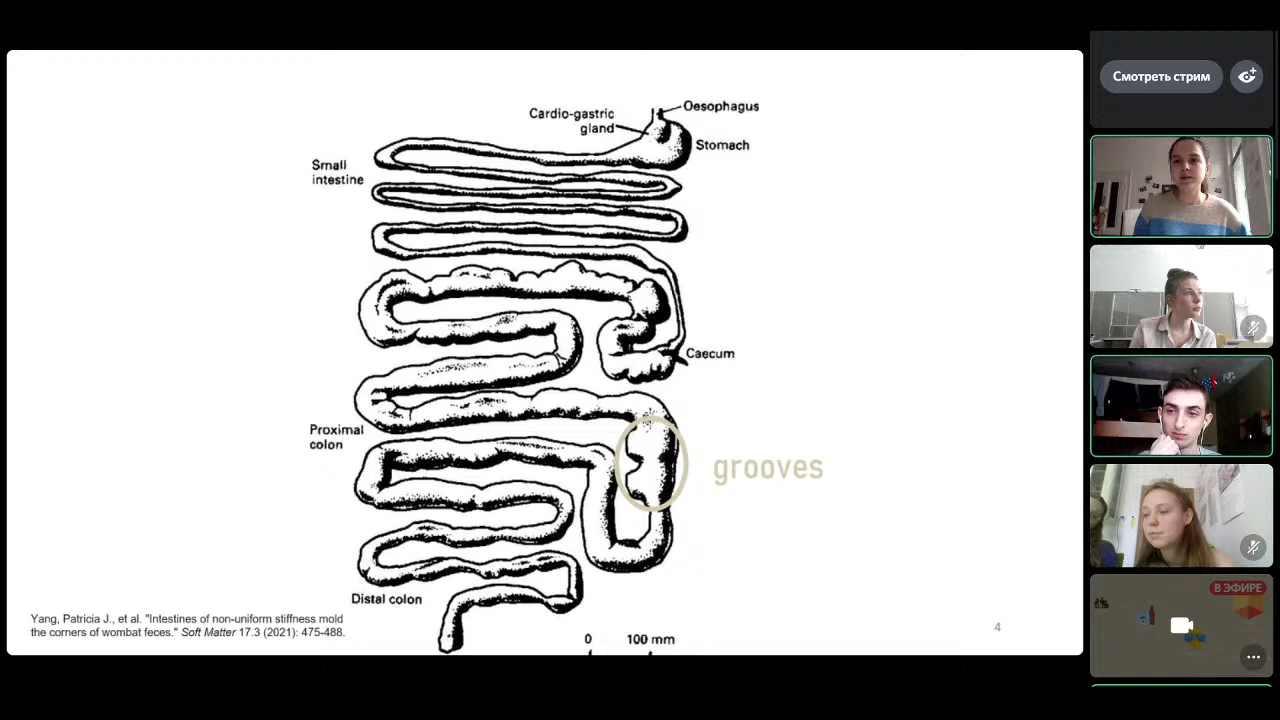 Cardio-gastric
gland
Oesophagus
Stomach
Small
intestine
Caecum
Proximal
colon
grooves
Distal colon
0 100 mm
Yang, Patricia J., et al. "Intestines of non-uniform stiffness mold
the corners of wombat feces." Soft Matter 17.3 (2021): 475-488.
4
Смотреть стрим
В ЭФИРЕ